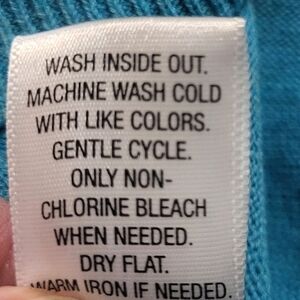 WASH INSIDE OUT.
MACHINE WASH COLD
WITH LIKE COLORS.
GENTLE CYCLE.
ONLY NON-
CHLORINE BLEACH
WHEN NEEDED.
DRY FLAT.
WARM IRON IF NEEDED.